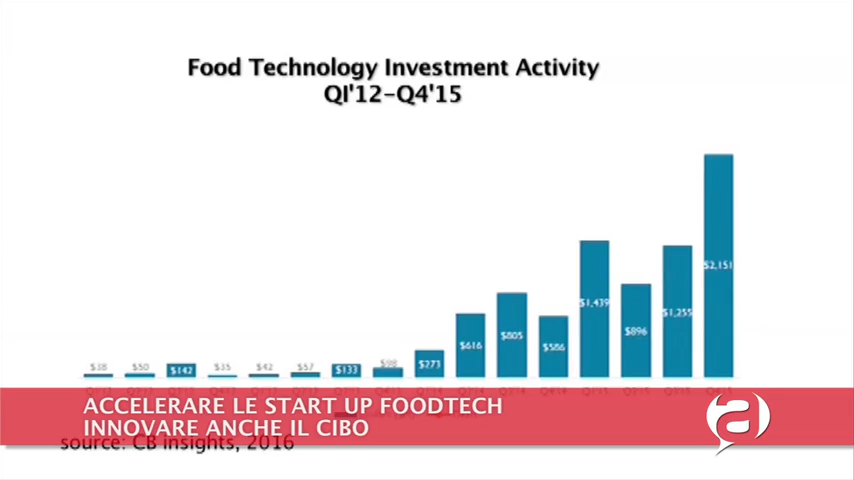 Food Technology Investment Activity
QI'12-Q4'15
$38 $50 $142 $35 $42 $57 $133 $98 $273 $616 $805 $586 $1,439 $896 $1,255 $2,151
ACCELERARE LE START UP FOODTECH
INNOVARE ANCHE IL CIBO
source: CB insights, 2016